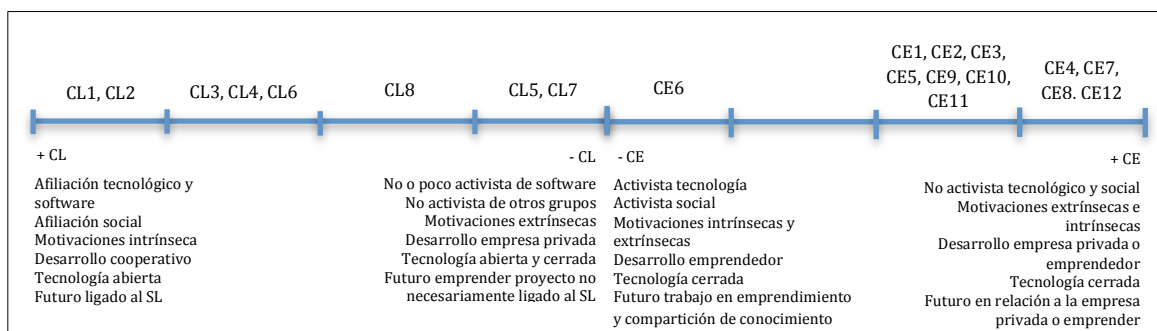 CL1, CL2
CL3, CL4, CL6
CL8
CL5, CL7
CE6
CE1, CE2, CE3,
CE5, CE9, CE10,
CE11
CE4, CE7,
CE8. CE12
+ CL
Afiliación tecnológico y
software
Afiliación social
Motivaciones intrínseca
Desarrollo cooperativo
Tecnología abierta
Futuro ligado al SL
- CL
No o poco activista de software
No activista de otros grupos
Motivaciones extrínsecas
Desarrollo empresa privada
Tecnología abierta y cerrada
Futuro emprender proyecto no
necesariamente ligado al SL
- CE
Activista tecnología
Activista social
Motivaciones intrínsecas y
extrínsecas
Desarrollo emprendedor
Tecnología cerrada
Futuro trabajo en emprendimiento
y compartición de conocimiento
+ CE
No activista tecnológico y social
Motivaciones extrínsecas e
intrínsecas
Desarrollo empresa privada o
emprendedor
Tecnología cerrada
Futuro en relación a la empresa
privada o emprender